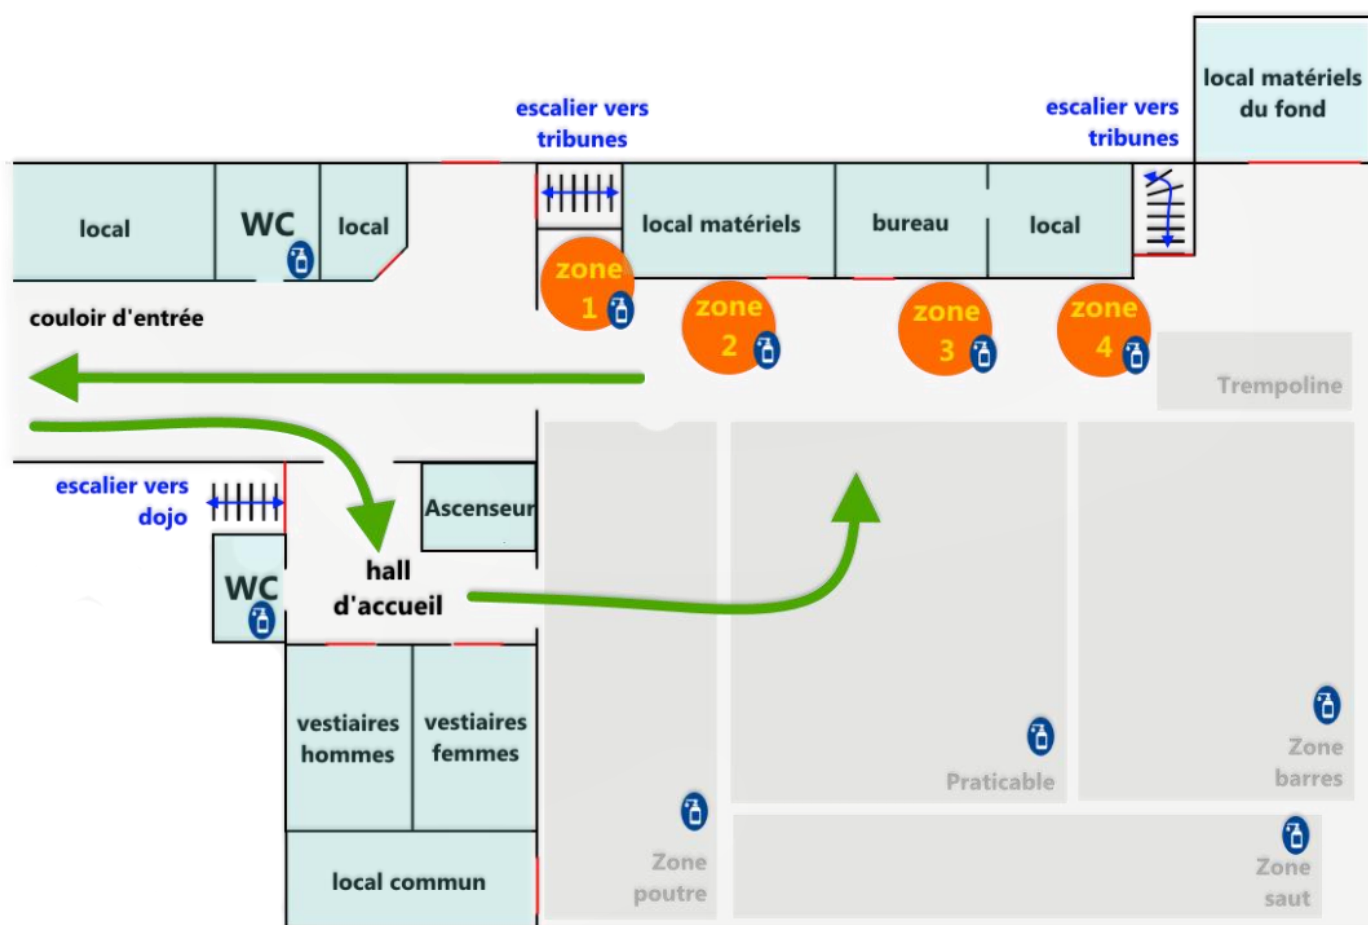 local matériels
du fond
escalier vers
tribunes
escalier vers
tribunes
local
WC
local
local matériels
bureau
local
zone
1
zone
2
zone
3
zone
4
couloir d'entrée
Trempoline
escalier vers
dojo
Ascenseur
hall
d'accueil
WC
vestiaires
hommes
vestiaires
femmes
Praticable
Zone
barres
Zone
poutre
Zone
saut
local commun